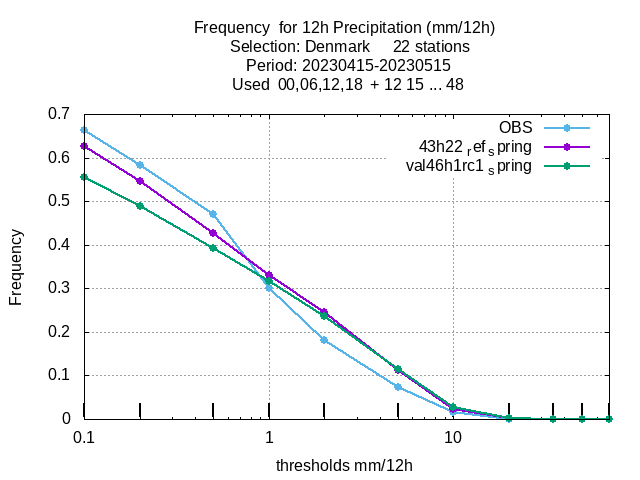 Frequency  for 12h Precipitation (mm/12h)
Selection: Denmark     22 stations
Period: 20230415-20230515
Used  00,06,12,18  + 12 15 ... 48
0.7
0.6
0.5
0.4
0.3
0.2
0.1
0
Frequency
OBS
43h22 ref spring
val46h1rc1 spring
0.1 1 10
thresholds mm/12h